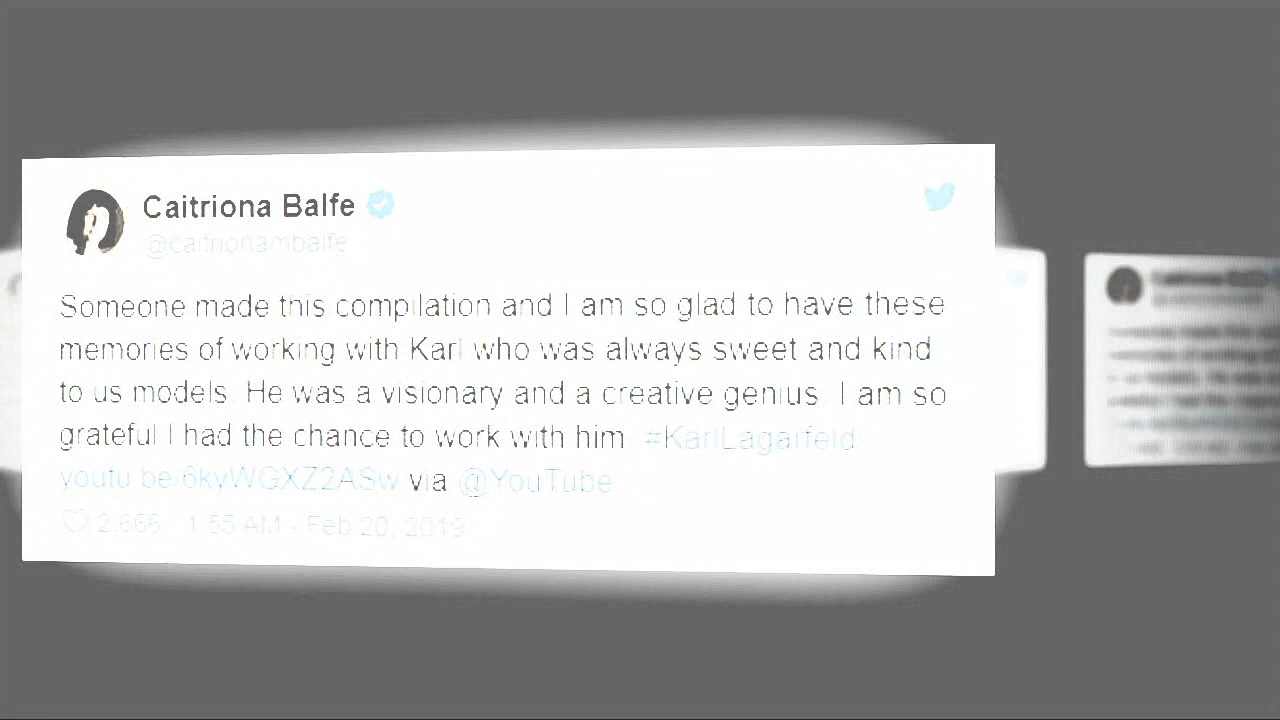 Caitriona Balfe
@caitrionambalfe
Someone made this compilation and I am so glad to have these
memories of working with Karl who was always sweet and kind
to us models. He was a visionary and a creative genius. I am so
grateful I had the chance to work with him. #KarlLagarfeld
youtu.be/6kyWGXZ2ASw via @YouTube
2,665 · 1:55 AM - Feb 20, 2019